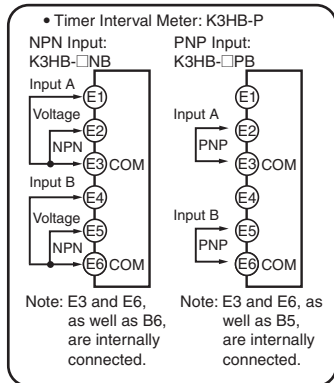 • Timer Interval Meter: K3HB-P
NPN Input:
K3HB-□NB
Input A
Voltage
NPN
Input B
Voltage
NPN
E1
E2
E3 COM
E4
E5
E6 COM
Note: E3 and E6,
as well as B6,
are internally
connected.
PNP Input:
K3HB-□PB
Input A
PNP
Input B
PNP
E1
E2
E3 COM
E4
E5
E6 COM
Note: E3 and E6, as
well as B5,
are internally
connected.